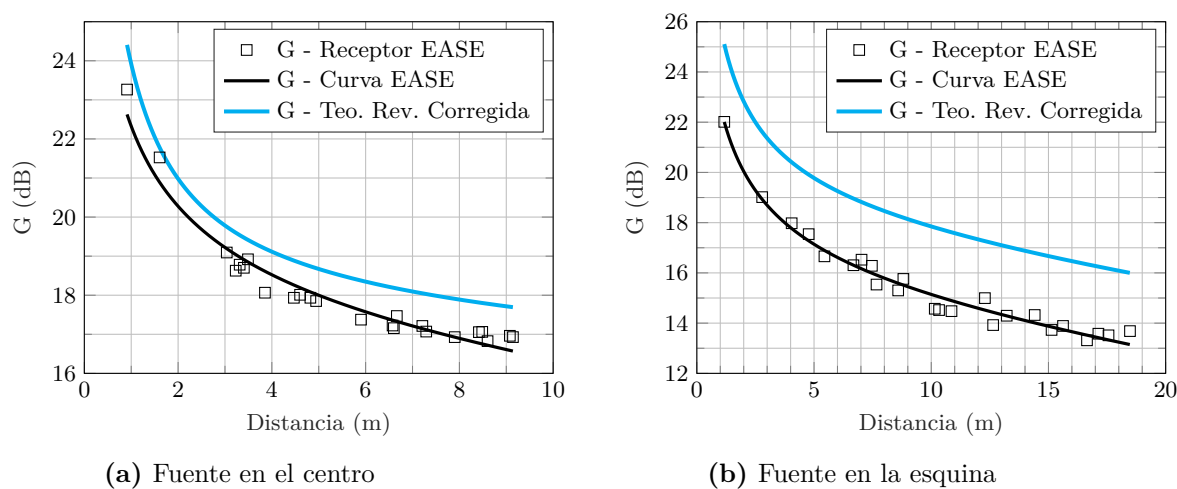 24
22
20
18
16
G (dB)
0
2
4
6
8
10
Distancia (m)
G - Receptor EASE
G - Curva EASE
G - Teo. Rev. Corregida
(a) Fuente en el centro
26
24
22
20
18
16
14
12
G (dB)
0
5
10
15
20
Distancia (m)
G - Receptor EASE
G - Curva EASE
G - Teo. Rev. Corregida
(b) Fuente en la esquina